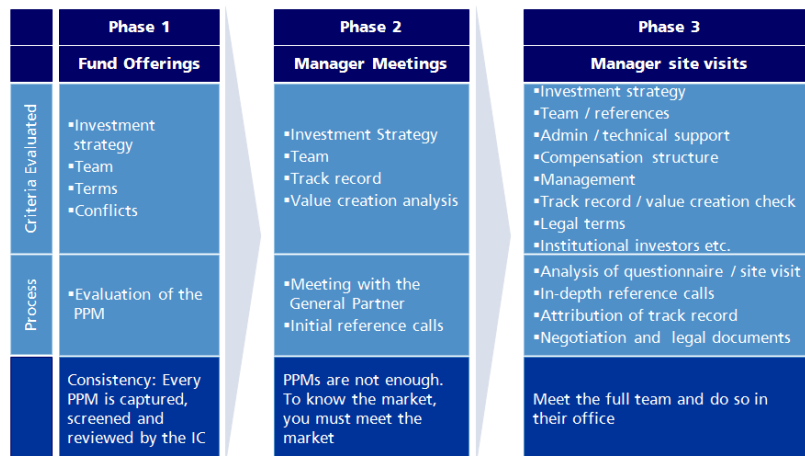 Phase 1
Fund Offerings
Criteria Evaluated
▪Investment
strategy
▪Team
▪Terms
▪Conflicts
Process
▪Evaluation of the
PPM
Consistency: Every
PPM is captured,
screened and
reviewed by the IC
Phase 2
Manager Meetings
▪Investment Strategy
▪Team
▪Track record
▪Value creation analysis
▪Meeting with the
General Partner
▪Initial reference calls
PPMs are not enough.
To know the market,
you must meet the
market
Phase 3
Manager site visits
▪Investment strategy
▪Team / references
▪Admin / technical support
▪Compensation structure
▪Management
▪Track record / value creation check
▪Legal terms
▪Institutional investors etc.
▪Analysis of questionnaire / site visit
▪In-depth reference calls
▪Attribution of track record
▪Negotiation and legal documents
Meet the full team and do so in
their office